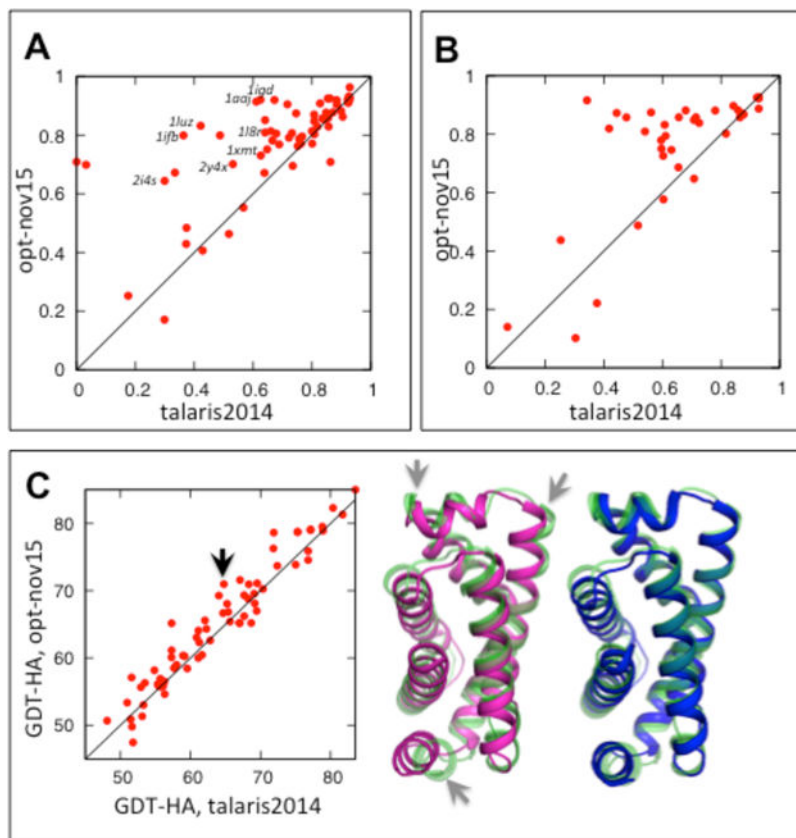 A
opt-nov15
1
0.8
0.6
0.4
0.2
0
1igd
1aaj
1luz
1ifb
1l8r
1xmt
2y4x
2i4s
0 0.2 0.4 0.6 0.8 1
talaris2014
B
opt-nov15
1
0.8
0.6
0.4
0.2
0
0 0.2 0.4 0.6 0.8 1
talaris2014
C
GDT-HA, opt-nov15
80
70
60
50
50 60 70 80
GDT-HA, talaris2014